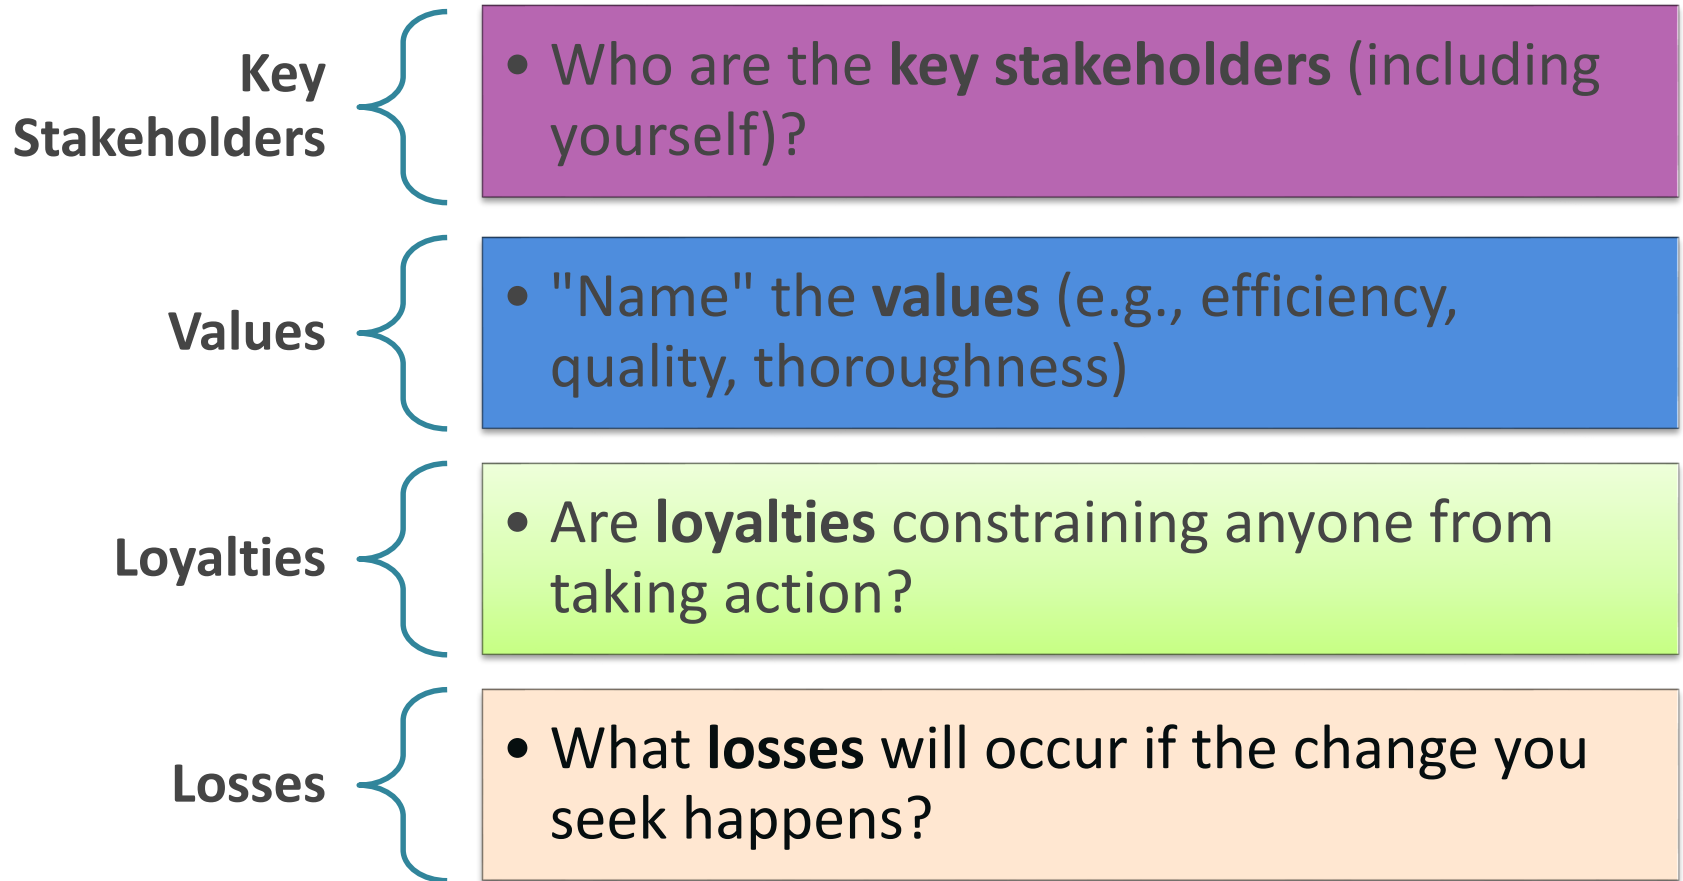 Key
Stakeholders
• Who are the key stakeholders (including
yourself)?
Values
• "Name" the values (e.g., efficiency,
quality, thoroughness)
Loyalties
• Are loyalties constraining anyone from
taking action?
Losses
• What losses will occur if the change you
seek happens?